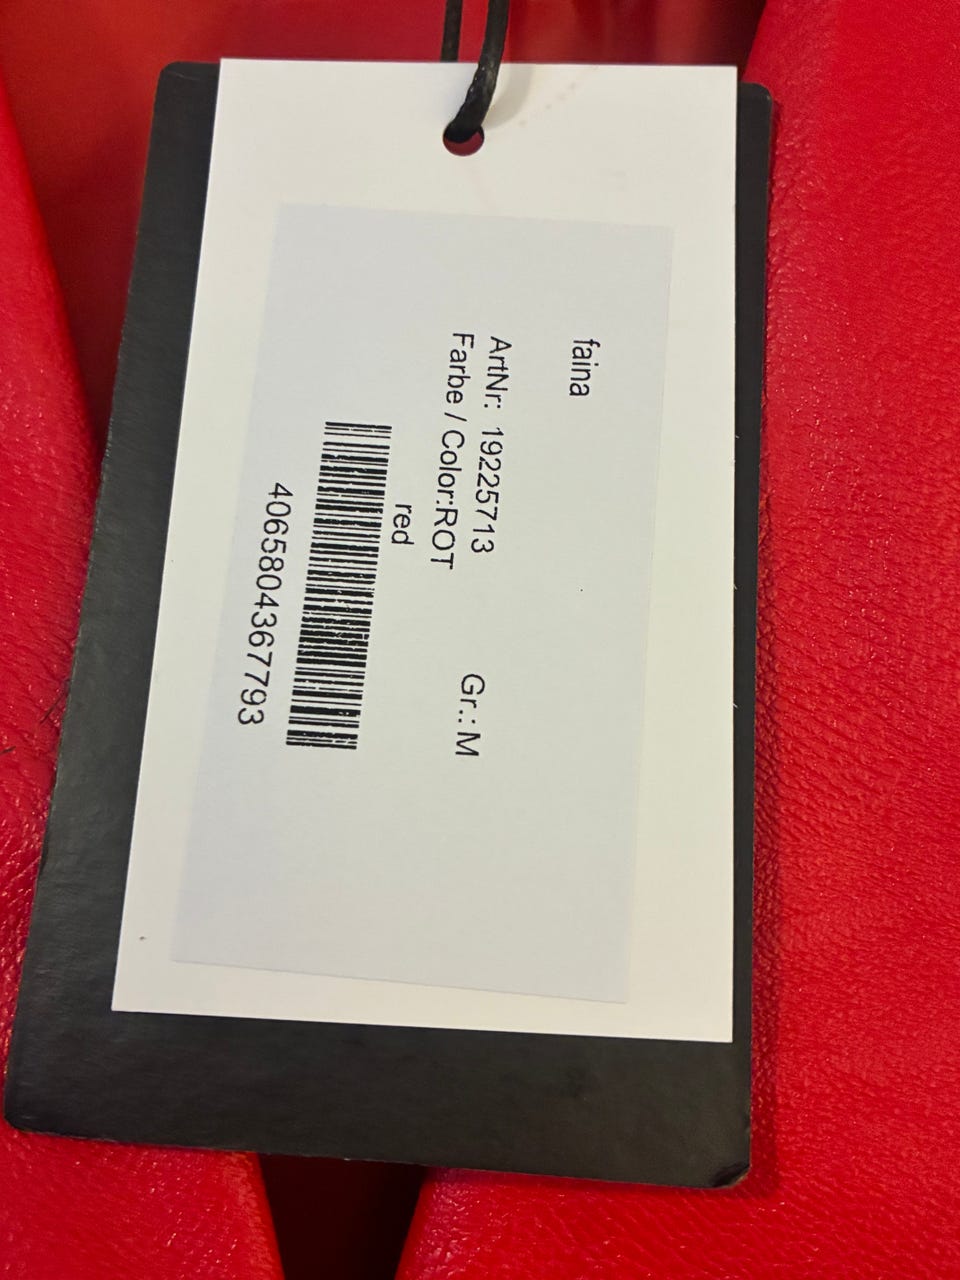 faina
ArtNr: 19225713
Gr.: M
Farbe / Color:ROT
red
4065804367793